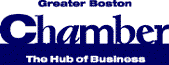 Greater Boston
Chamber
The Hub of Business